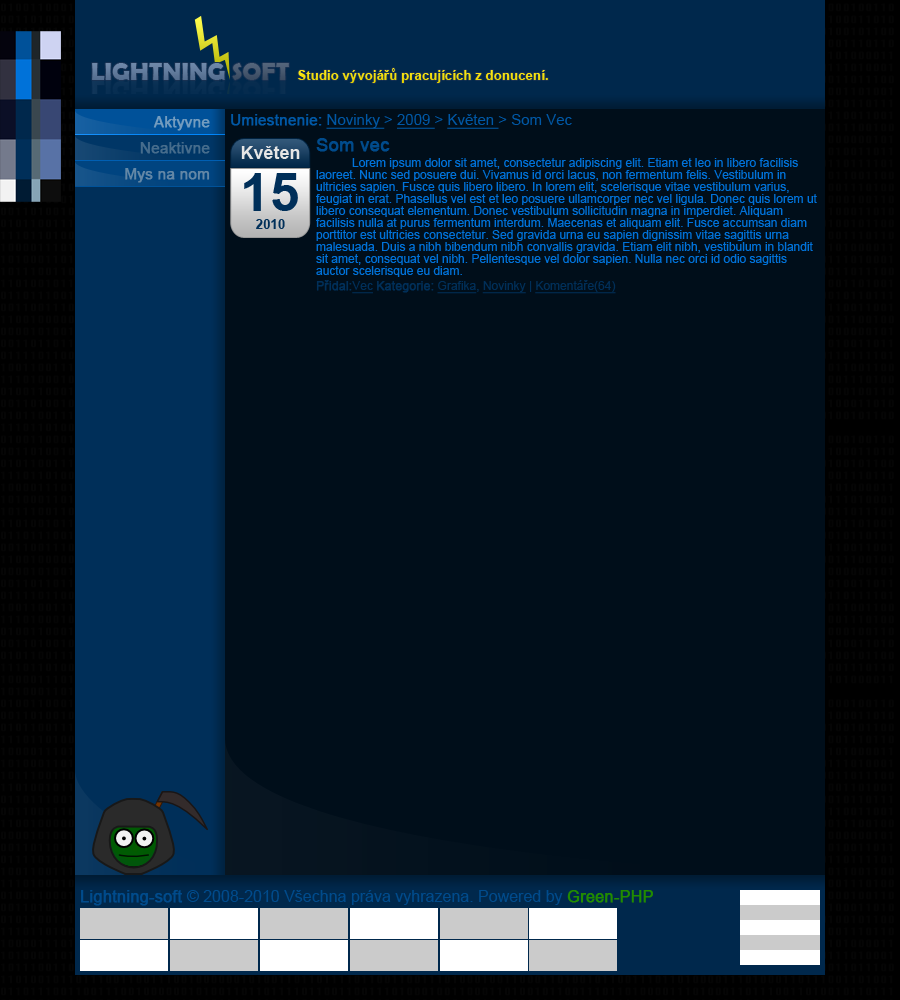 LIGHTNING SOFT Studio vývojářů pracujících z donucení.
Aktyvne
Neaktivne
Mys na nom
Umiestnenie: Novinky > 2009 > Květen > Som Vec
Květen
15
2010
Som vec
Lorem ipsum dolor sit amet, consectetur adipiscing elit. Etiam et leo in libero facilisis
laoreet. Nunc sed posuere dui. Vivamus id orci lacus, non fermentum felis. Vestibulum in
ultricies sapien. Fusce quis libero libero. In lorem elit, scelerisque vitae vestibulum varius,
feugiat in erat. Phasellus vel est et leo posuere ullamcorper nec vel ligula. Donec quis lorem ut
libero consequat elementum. Donec vestibulum sollicitudin magna in imperdiet. Aliquam
facilisis nulla at purus fermentum interdum. Maecenas et aliquam elit. Fusce accumsan diam
porttitor est ultricies consectetur. Sed gravida urna eu sapien dignissim vitae sagittis urna
malesuada. Duis a nibh bibendum nibh convallis gravida. Etiam elit nibh, vestibulum in blandit
sit amet, consequat vel nibh. Pellentesque vel dolor sapien. Nulla nec orci id odio sagittis
auctor scelerisque eu diam.
Přidal:Vec Kategorie: Grafika, Novinky | Komentáře(64)
Lightning-soft © 2008-2010 Všechna práva vyhrazena. Powered by Green-PHP